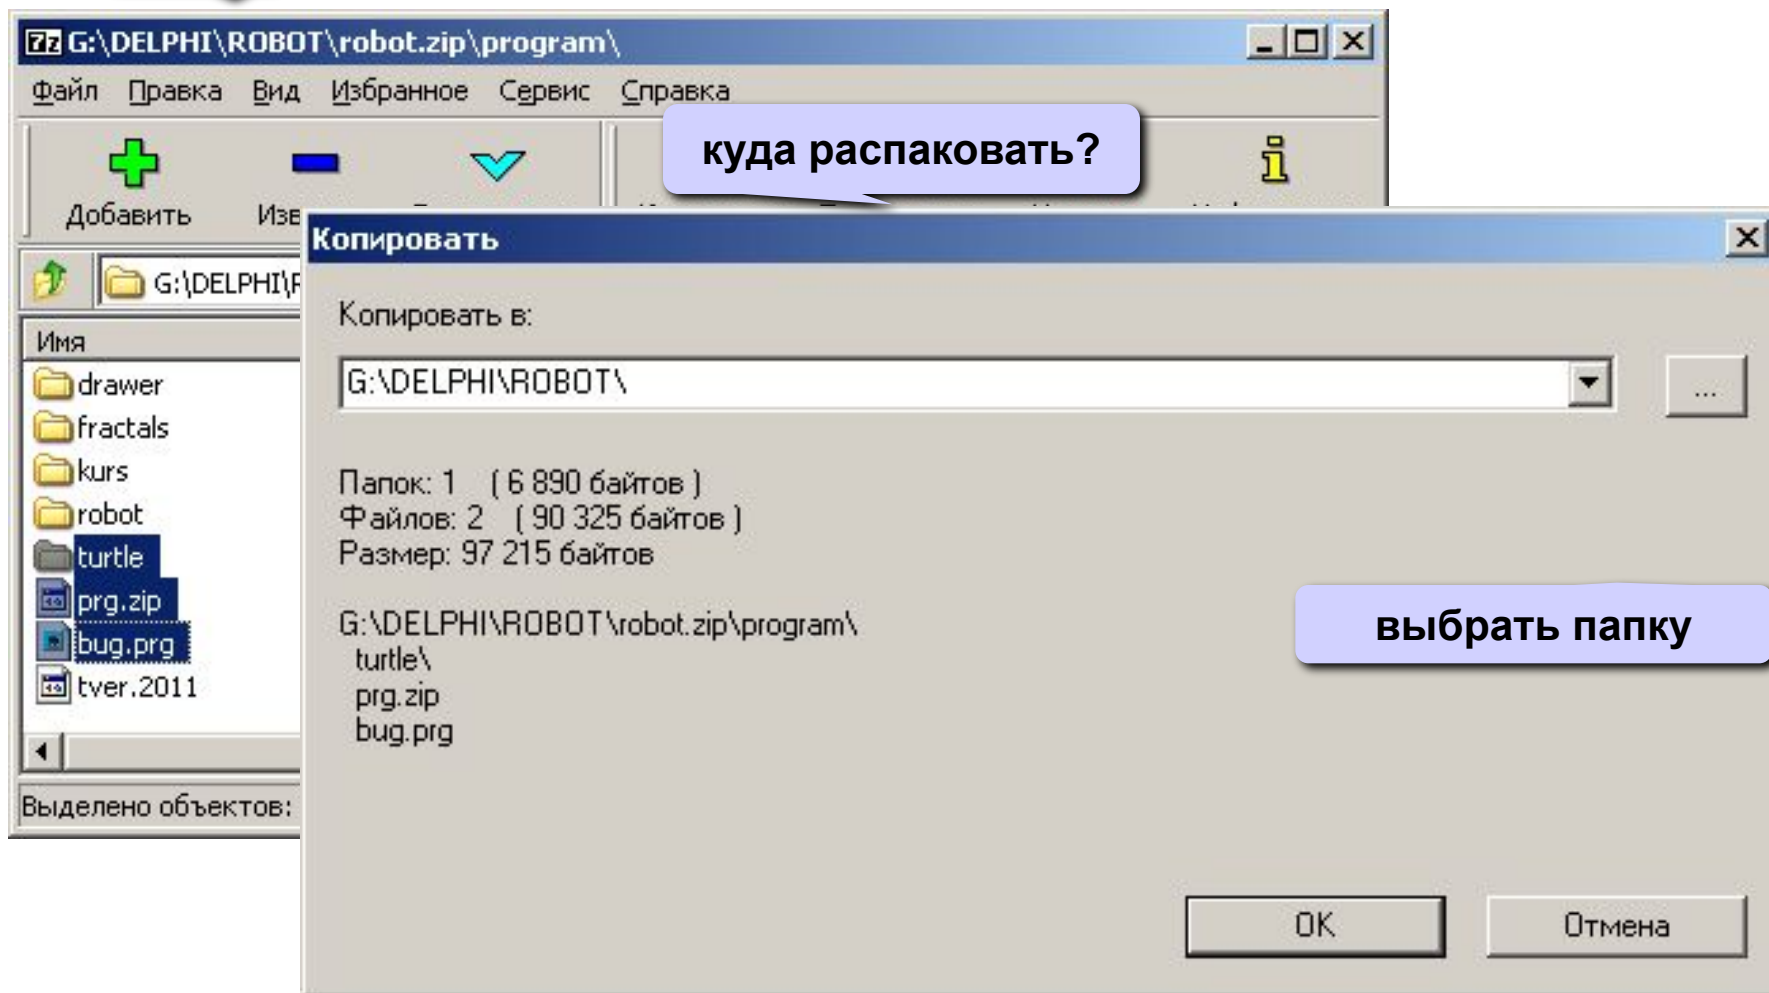 G:\DELPHI\ROBOT\robot.zip\program\
Файл Правка Вид Избранное Сервис Справка
куда распаковать?
Добавить
G:\DELPHI\
Копировать
Копировать в:
G:\DELPHI\ROBOT\
...
Имя
drawer
fractals
kurs
robot
turtle
prg.zip
bug.prg
tver.2011
Выделено объектов:
Папок: 1 ( 6 890 байтов )
Файлов: 2 ( 90 325 байтов )
Размер: 97 215 байтов
G:\DELPHI\ROBOT\robot.zip\program\
turtle\
prg.zip
bug.prg
выбрать папку
OK Отмена